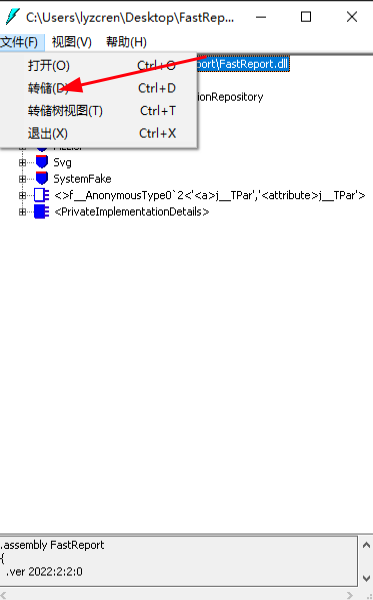 C:\Users\lyzcren\Desktop\FastRepo...
文件(F) 视图(V) 帮助(H)
打开(O) Ctrl+O
port\FastReport.dll
转储(D) Ctrl+D
转储树视图(T) Ctrl+T
ionRepository
退出(X) Ctrl+X
Svg
SystemFake
<>f__AnonymousType0`2<'<a>j__TPar','<attribute>j__TPar'>
<PrivateImplementationDetails>
.assembly FastReport
{
.ver 2022:2:2:0